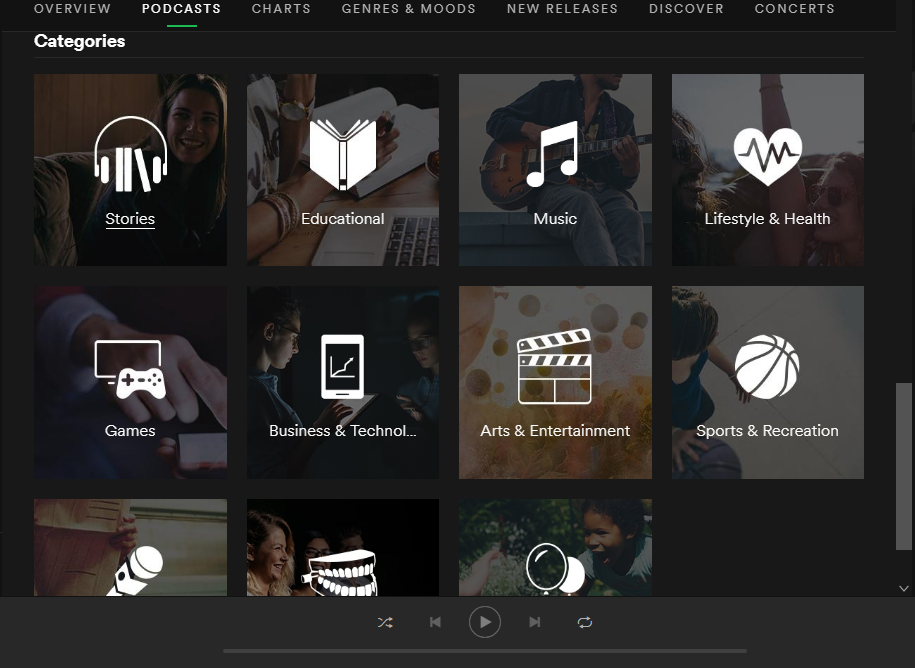 OVERVIEW PODCASTS CHARTS GENRES & MOODS NEW RELEASES DISCOVER CONCERTS
Categories
Stories Educational Music Lifestyle & Health
Games Business & Technol... Arts & Entertainment Sports & Recreation